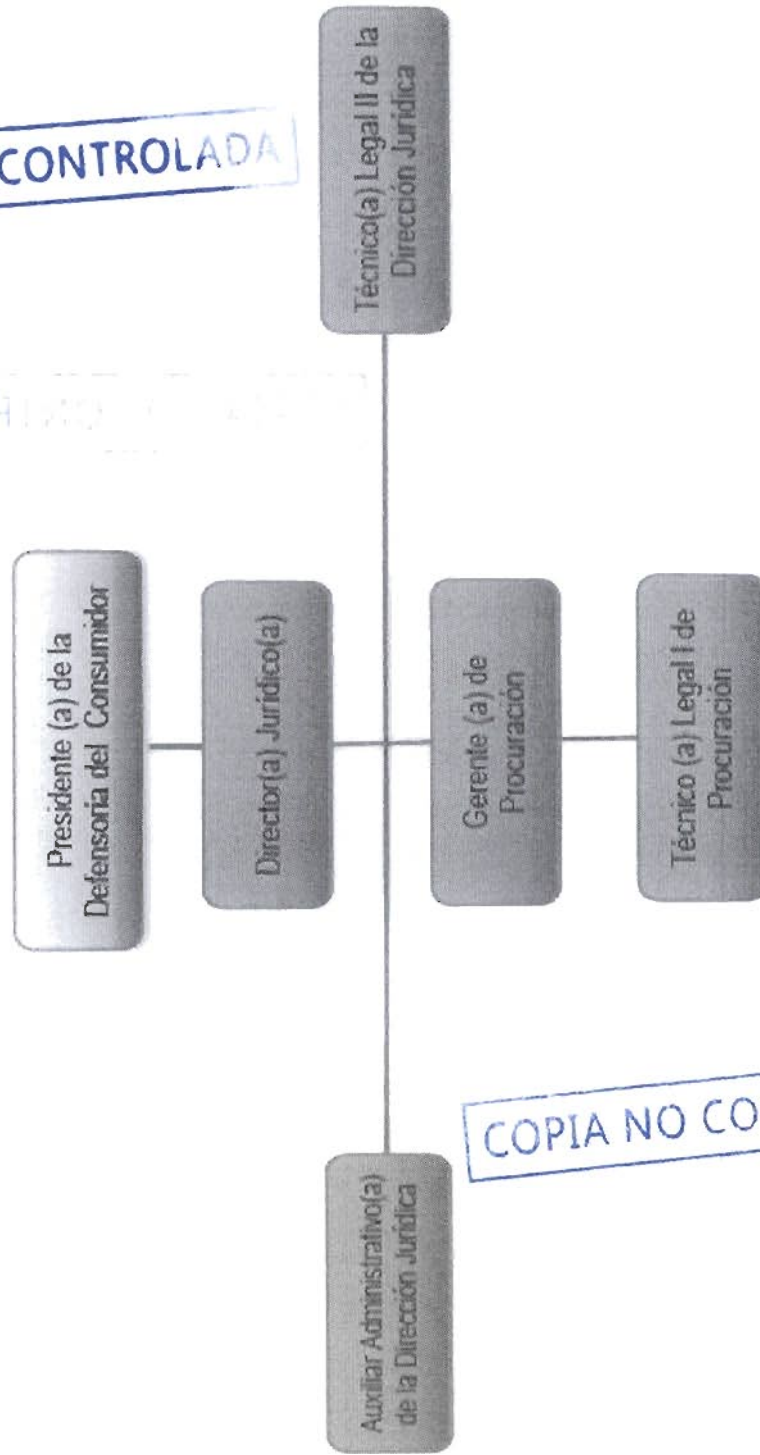 CONTROLADA
Presidente (a) de la
Defensoría del Consumidor
Director(a) Jurídico(a)
Técnico(a) Legal II de la
Dirección Jurídica
Auxiliar Administrativo(a)
de la Dirección Jurídica
Gerente (a) de
Procuración
Técnico (a) Legal I de
Procuración
COPIA NO CO